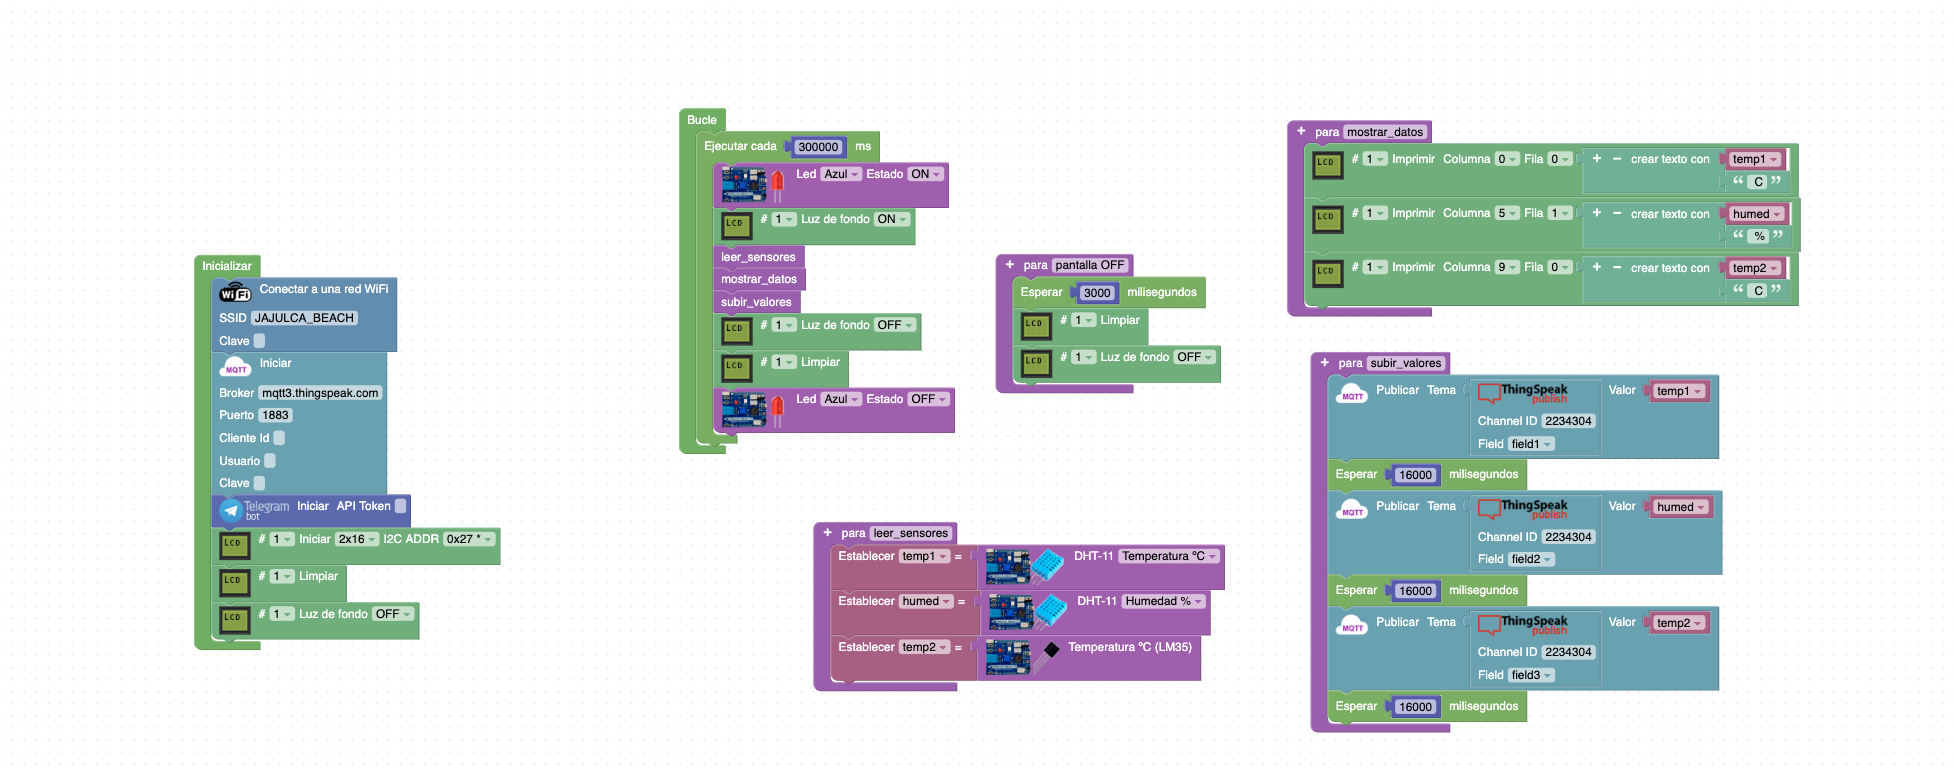 Inicializar
Conectar a una red WiFi
WiFi
SSID JAJULCA_BEACH
Clave
Iniciar
MQTT
Broker mqtt3.thingspeak.com
Puerto 1883
Cliente Id
Usuario
Clave
Telegram bot Iniciar API Token
LCD # 1 Iniciar 2x16 I2C ADDR 0x27 *
LCD # 1 Limpiar
LCD # 1 Luz de fondo OFF
Bucle
Ejecutar cada 300000 ms
Led Azul Estado ON
LCD # 1 Luz de fondo ON
leer_sensores
mostrar_datos
subir_valores
LCD # 1 Luz de fondo OFF
LCD # 1 Limpiar
Led Azul Estado OFF
+ para pantalla OFF
Esperar 3000 milisegundos
LCD # 1 Limpiar
LCD # 1 Luz de fondo OFF
+ para leer_sensores
Establecer temp1 = DHT-11 Temperatura ºC
Establecer humed = DHT-11 Humedad %
Establecer temp2 = Temperatura ºC (LM35)
+ para mostrar_datos
LCD # 1 Imprimir Columna 0 Fila 0 + − crear texto con temp1
“ C ”
LCD # 1 Imprimir Columna 5 Fila 1 + − crear texto con humed
“ % ”
LCD # 1 Imprimir Columna 9 Fila 0 + − crear texto con temp2
“ C ”
+ para subir_valores
MQTT Publicar Tema ThingSpeak publish Valor temp1
Channel ID 2234304
Field field1
Esperar 16000 milisegundos
MQTT Publicar Tema ThingSpeak publish Valor humed
Channel ID 2234304
Field field2
Esperar 16000 milisegundos
MQTT Publicar Tema ThingSpeak publish Valor temp2
Channel ID 2234304
Field field3
Esperar 16000 milisegundos